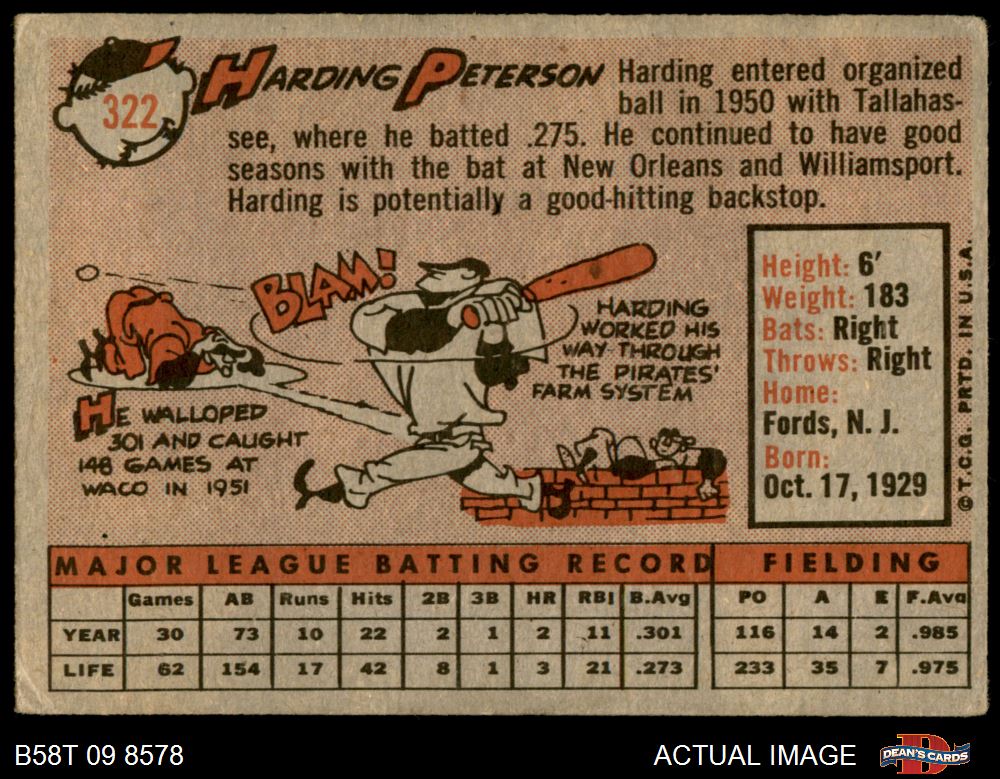 322
HARDING PETERSON
Harding entered organized
ball in 1950 with Tallahas-
see, where he batted .275. He continued to have good
seasons with the bat at New Orleans and Williamsport.
Harding is potentially a good-hitting backstop.
BLAM!
HARDING
WORKED HIS
WAY THROUGH
THE PIRATES'
FARM SYSTEM
HE WALLOPED
301 AND CAUGHT
148 GAMES AT
WACO IN 1951
Height: 6'
Weight: 183
Bats: Right
Throws: Right
Home:
Fords, N. J.
Born:
Oct. 17, 1929
©T.C.G. PRTD. IN U.S.A.
MAJOR LEAGUE BATTING RECORD FIELDING
Games AB Runs Hits 2B 3B HR RBI B.Avg PO A E F.Avg
YEAR 30 73 10 22 2 1 2 11 .301 116 14 2 .985
LIFE 62 154 17 42 8 1 3 21 .273 233 35 7 .975
B58T 09 8578 ACTUAL IMAGE DEAN'S CARDS